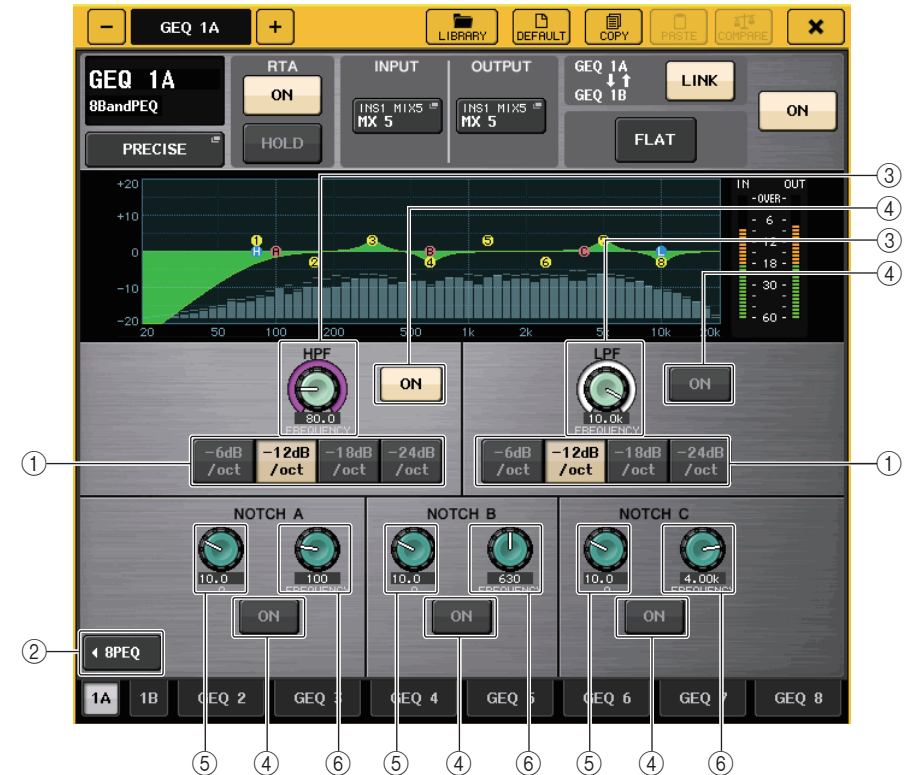 − GEQ 1A + LIBRARY DEFAULT COPY PASTE COMPARE ×
GEQ 1A
8BandPEQ
PRECISE
RTA
ON
HOLD
INPUT
INS1 MIX5
MX 5
OUTPUT
INS1 MIX5
MX 5
GEQ 1A
↓↑
GEQ 1B
LINK
FLAT
ON
+20
+10
0
−10
−20
20 50 100 200 500 1k 2k 5k 10k 20k
1 H A 2 3 B 4 5 6 C 7 L 8
IN OUT
-OVER-
- 6 -
- 12 -
- 18 -
- 30 -
- 60 -
③
④
③
④
HPF
80.0
FREQUENCY
ON
LPF
10.0k
FREQUENCY
ON
① −6dB /oct −12dB /oct −18dB /oct −24dB /oct
−6dB /oct −12dB /oct −18dB /oct −24dB /oct ①
NOTCH A
10.0
Q
100
FREQUENCY
ON
NOTCH B
10.0
Q
630
FREQUENCY
ON
NOTCH C
10.0
Q
4.00k
FREQUENCY
ON
② 8PEQ
1A 1B GEQ 2 GEQ 3 GEQ 4 GEQ 5 GEQ 6 GEQ 7 GEQ 8
⑤ ④ ⑥ ⑤ ④ ⑥ ⑤ ④ ⑥